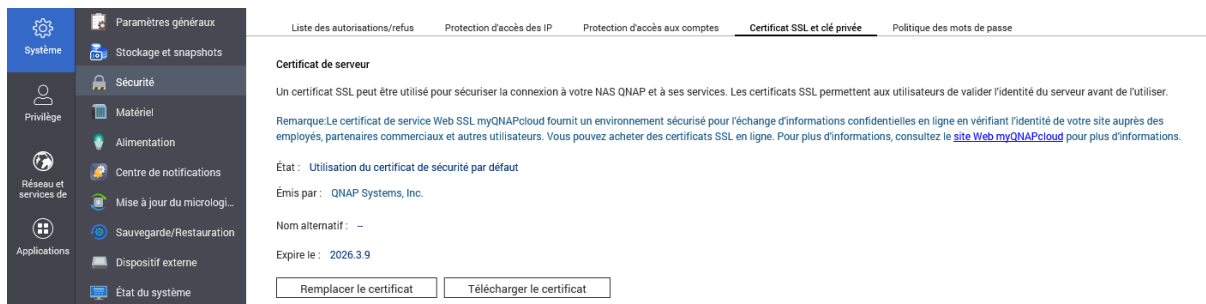 Système
Privilège
Réseau et
services de
Applications
Paramètres généraux
Stockage et snapshots
Sécurité
Matériel
Alimentation
Centre de notifications
Mise à jour du micrologi...
Sauvegarde/Restauration
Dispositif externe
État du système
Liste des autorisations/refus
Protection d'accès des IP
Protection d'accès aux comptes
Certificat SSL et clé privée
Politique des mots de passe
Certificat de serveur
Un certificat SSL peut être utilisé pour sécuriser la connexion à votre NAS QNAP et à ses services. Les certificats SSL permettent aux utilisateurs de valider l'identité du serveur avant de l'utiliser.
Remarque:Le certificat de service Web SSL myQNAPcloud fournit un environnement sécurisé pour l'échange d'informations confidentielles en ligne en vérifiant l'identité de votre site auprès des
employés, partenaires commerciaux et autres utilisateurs. Vous pouvez acheter des certificats SSL en ligne. Pour plus d'informations, consultez le site Web myQNAPcloud pour plus d'informations.
État : Utilisation du certificat de sécurité par défaut
Émis par : QNAP Systems, Inc.
Nom alternatif : --
Expire le : 2026.3.9
Remplacer le certificat
Télécharger le certificat